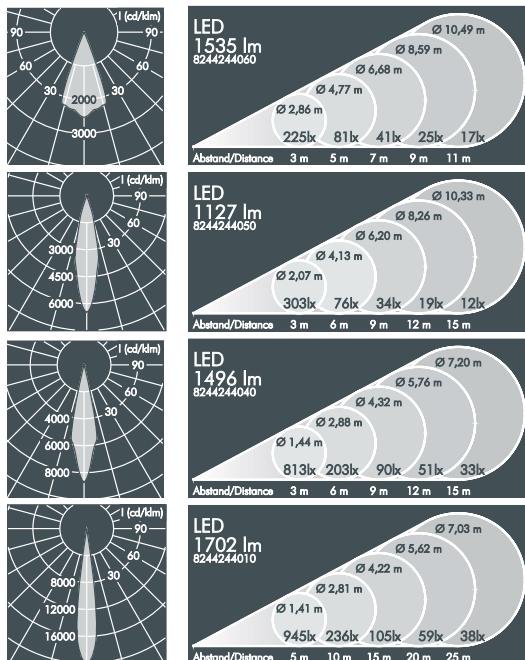 I (cd/klm)
90 90
60 60
30 30
2000
3000
LED
1535 lm
8244244060
Ø 10,49 m
Ø 8,59 m
Ø 6,68 m
Ø 4,77 m
Ø 2,86 m
225lx 81lx 41lx 25lx 17lx
Abstand/Distance 3 m 5 m 7 m 9 m 11 m
I (cd/klm)
90
60
30
3000
4500
6000
LED
1127 lm
8244244050
Ø 10,33 m
Ø 8,26 m
Ø 6,20 m
Ø 4,13 m
Ø 2,07 m
303lx 76lx 34lx 19lx 12lx
Abstand/Distance 3 m 6 m 9 m 12 m 15 m
I (cd/klm)
90
60
30
4000
6000
8000
LED
1496 lm
8244244040
Ø 7,20 m
Ø 5,76 m
Ø 4,32 m
Ø 2,88 m
Ø 1,44 m
813lx 203lx 90lx 51lx 33lx
Abstand/Distance 3 m 6 m 9 m 12 m 15 m
I (cd/klm)
90
60
30
8000
12000
16000
LED
1702 lm
8244244010
Ø 7,03 m
Ø 5,62 m
Ø 4,22 m
Ø 2,81 m
Ø 1,41 m
945lx 236lx 105lx 59lx 38lx
Abstand/Distance 5 m 10 m 15 m 20 m 25 m